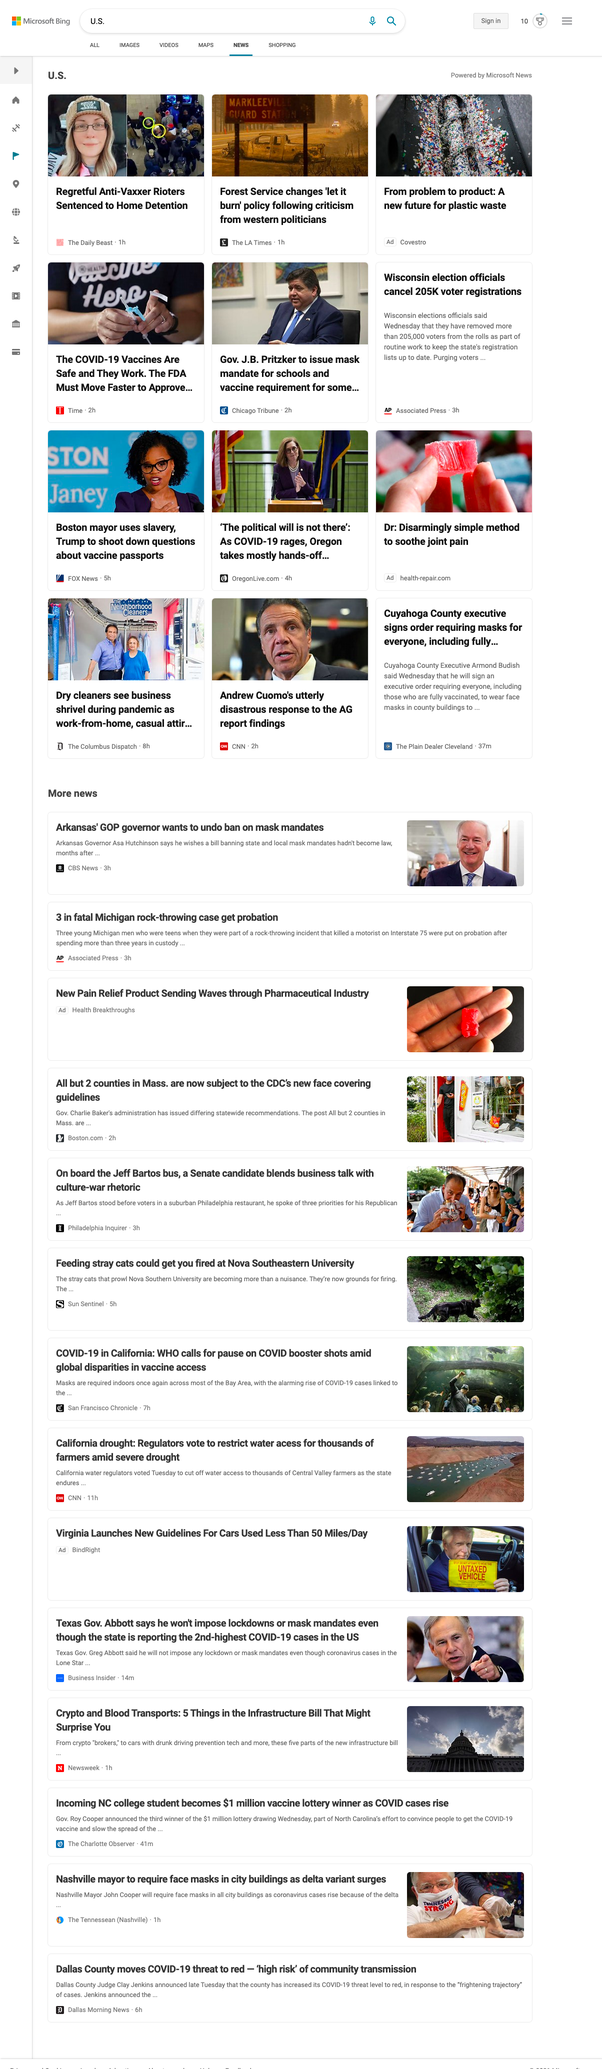 Microsoft Bing
U.S.
Sign in
10
ALL
IMAGES
VIDEOS
MAPS
NEWS
SHOPPING
U.S.
Powered by Microsoft News
MARKLEEVILLE
GUARD STATION
Regretful Anti-Vaxxer Rioters
Sentenced to Home Detention
The Daily Beast · 1h
Forest Service changes 'let it
burn' policy following criticism
from western politicians
The LA Times · 1h
From problem to product: A
new future for plastic waste
Ad Covestro
Vaccine
Hero
The COVID-19 Vaccines Are
Safe and They Work. The FDA
Must Move Faster to Approve...
Time · 2h
Gov. J.B. Pritzker to issue mask
mandate for schools and
vaccine requirement for some...
Chicago Tribune · 2h
Wisconsin election officials
cancel 205K voter registrations
Wisconsin election officials said
Wednesday that they have removed more
than 205,000 voters from the rolls as part of
routine work to keep the state's registration
lists up to date. Purging voters ...
AP Associated Press · 3h
STON
Janey
Boston mayor uses slavery,
Trump to shoot down questions
about vaccine passports
FOX News · 5h
'The political will is not there':
As COVID-19 rages, Oregon
takes mostly hands-off...
OregonLive.com · 4h
Dr: Disarmingly simple method
to soothe joint pain
Ad health-repair.com
Neighborhood
Cleaners
Dry cleaners see business
shrivel during pandemic as
work-from-home, casual attir...
The Columbus Dispatch · 8h
Andrew Cuomo's utterly
disastrous response to the AG
report findings
CNN · 2h
Cuyahoga County executive
signs order requiring masks for
everyone, including fully...
Cuyahoga County Executive Armond Budish
said Wednesday that he will sign an
executive order requiring everyone, including
those who are fully vaccinated, to wear face
masks in county buildings to ...
The Plain Dealer Cleveland · 37m
More news
Arkansas' GOP governor wants to undo ban on mask mandates
Arkansas Governor Asa Hutchinson says he wishes a bill banning state and local mask mandates hadn't become law,
months after ...
CBS News · 3h
3 in fatal Michigan rock-throwing case get probation
Three young Michigan men who were teens when they were part of a rock-throwing incident that killed a motorist on Interstate 75 were put on probation after
spending more than three years in custody ...
AP Associated Press · 3h
New Pain Relief Product Sending Waves through Pharmaceutical Industry
Ad Health Breakthroughs
All but 2 counties in Mass. are now subject to the CDC's new face covering
guidelines
Gov. Charlie Baker's administration has issued differing statewide recommendations. The post All but 2 counties in
Mass. are ...
Boston.com · 2h
On board the Jeff Bartos bus, a Senate candidate blends business talk with
culture-war rhetoric
As Jeff Bartos stood before voters in a suburban Philadelphia restaurant, he spoke of three priorities for his Republican
...
Philadelphia Inquirer · 3h
Feeding stray cats could get you fired at Nova Southeastern University
The stray cats that prowl Nova Southern University are becoming more than a nuisance. They're now grounds for firing.
The ...
Sun Sentinel · 5h
COVID-19 in California: WHO calls for pause on COVID booster shots amid
global disparities in vaccine access
Masks are required indoors once again across most of the Bay Area, with the alarming rise of COVID-19 cases linked to
the ...
San Francisco Chronicle · 7h
California drought: Regulators vote to restrict water acess for thousands of
farmers amid severe drought
California water regulators voted Tuesday to cut off water access to thousands of Central Valley farmers as the state
endures ...
CNN · 11h
Virginia Launches New Guidelines For Cars Used Less Than 50 Miles/Day
Ad BindRight
UNTAXED
VEHICLE
Texas Gov. Abbott says he won't impose lockdowns or mask mandates even
though the state is reporting the 2nd-highest COVID-19 cases in the US
Texas Gov. Greg Abbott said he will not impose any lockdown or mask mandates even though coronavirus cases in the
Lone Star ...
Business Insider · 14m
Crypto and Blood Transports: 5 Things in the Infrastructure Bill That Might
Surprise You
From crypto "brokers," to cars with drunk driving prevention tech and more, these five parts of the new infrastructure bill
...
Newsweek · 1h
Incoming NC college student becomes $1 million vaccine lottery winner as COVID cases rise
Gov. Roy Cooper announced the third winner of the $1 million lottery drawing Wednesday, part of North Carolina's effort to convince people to get the COVID-19
vaccine and slow the spread of the ...
The Charlotte Observer · 41m
Nashville mayor to require face masks in city buildings as delta variant surges
Nashville Mayor John Cooper will require face masks in all city buildings as coronavirus cases rise because of the delta
...
The Tennessean (Nashville) · 1h
TENNESSEE
STRONG
Dallas County moves COVID-19 threat to red — 'high risk' of community transmission
Dallas County Judge Clay Jenkins announced late Tuesday that the county has increased its COVID-19 threat level to red, in response to the "frightening trajectory"
of cases. Jenkins announced the ...
Dallas Morning News · 6h